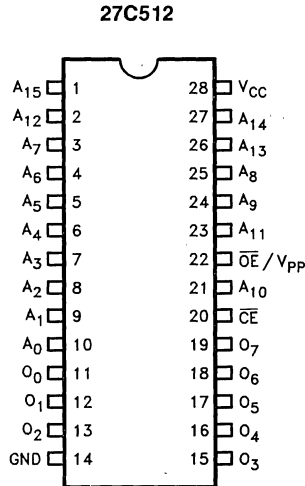 27C512
A15 1 28 VCC
A12 2 27 A14
A7 3 26 A13
A6 4 25 A8
A5 5 24 A9
A4 6 23 A11
A3 7 22 OE/VPP
A2 8 21 A10
A1 9 20 CE
A0 10 19 O7
O0 11 18 O6
O1 12 17 O5
O2 13 16 O4
GND 14 15 O3